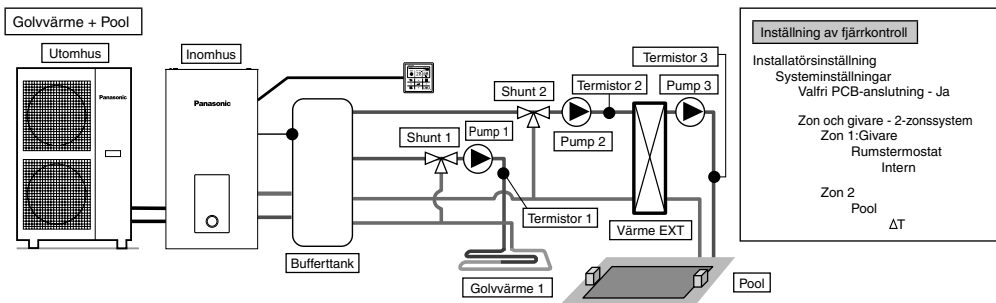 Golvvärme + Pool
Utomhus
Inomhus
Panasonic
Panasonic
Bufferttank
Shunt 1
Pump 1
Termistor 1
Golvvärme 1
Shunt 2
Pump 2
Termistor 2
Termistor 3
Pump 3
Värme EXT
Pool
Inställning av fjärrkontroll
Installatörsinställning
Systeminställningar
Valfri PCB-anslutning - Ja
Zon och givare - 2-zonssystem
Zon 1:Givare
Rumstermostat
Intern
Zon 2
Pool
ΔT